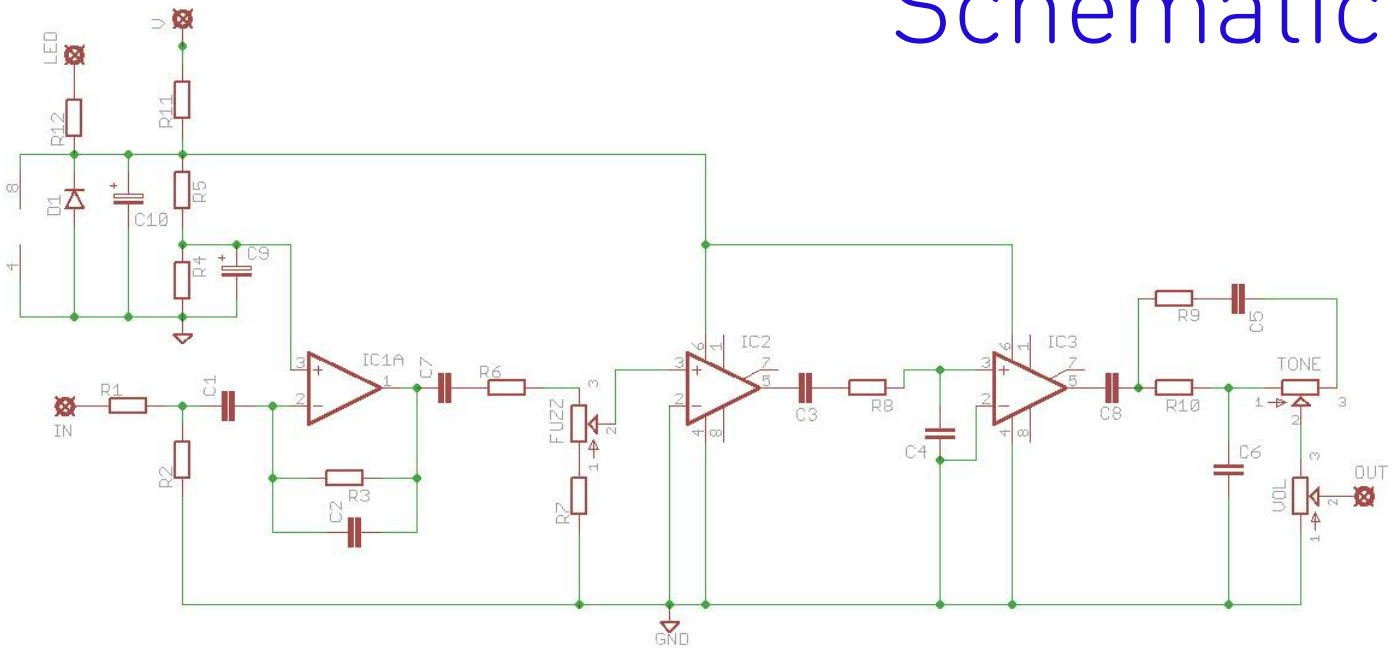 Schematic
V
LED
R12
R11
8
4
D1
+
C10
R5
R4
+
C9
IN
R1
R2
C1
3
2
+
-
IC1A
1
R3
C2
C7
R6
3
FUZZ
2
1
R7
GND
IC2
3
2
+
-
6
1
7
5
4
8
C3
R8
C4
IC3
3
2
+
-
6
1
7
5
4
8
C8
R9
C5
R10
TONE
1
3
2
C6
3
VOL
2
1
OUT